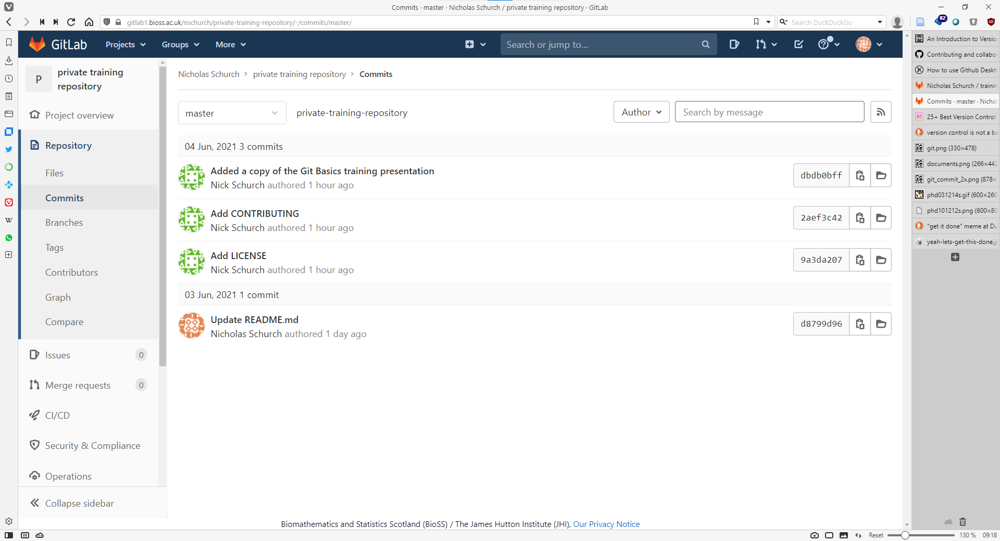 Commits · master · Nicholas Schurch / private training repository · GitLab
gitlab1.bioss.ac.uk/nschurch/private-training-repository/-/commits/master/
Search DuckDuckGo
82
GitLab
Projects
Groups
More
Search or jump to...
P
private training
repository
Project overview
Repository
Files
Commits
Branches
Tags
Contributors
Graph
Compare
Issues 0
Merge requests 0
CI/CD
Security & Compliance
Operations
Collapse sidebar
Nicholas Schurch > private training repository > Commits
master
private-training-repository
Author
Search by message
04 Jun, 2021 3 commits
Added a copy of the Git Basics training presentation
Nick Schurch authored 1 hour ago
dbdb0bff
Add CONTRIBUTING
Nick Schurch authored 1 hour ago
2aef3c42
Add LICENSE
Nick Schurch authored 1 hour ago
9a3da207
03 Jun, 2021 1 commit
Update README.md
Nicholas Schurch authored 1 day ago
d8799d96
Biomathematics and Statistics Scotland (BioSS) / The James Hutton Institute (JHI), Our Privacy Notice
An Introduction to Versio
Contributing and collabor
How to use Github Deskt
Nicholas Schurch / trainin
Commits · master · Nichol
25+ Best Version Control
version control is not a ba
git.png (330×478)
documents.png (266×442
git_commit_2x.png (878×
phd031214s.gif (600×260
phd101212s.png (600×80
"get it done" meme at Du
yeah-lets-get-this-done.j
Reset
130 %
09:18